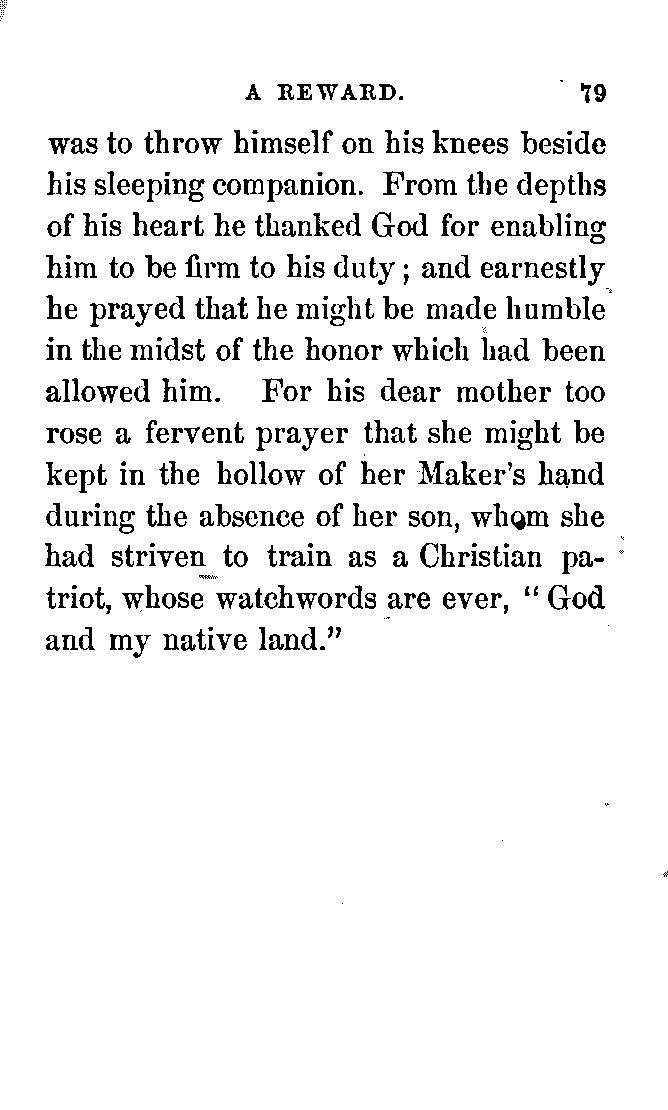 A REWARD. 79
was to throw himself on his knees beside
his sleeping companion. From the depths
of his heart he thanked God for enabling
him to be firm to his duty; and earnestly
he prayed that he might be made humble
in the midst of the honor which had been
allowed him. For his dear mother too
rose a fervent prayer that she might be
kept in the hollow of her Maker's hand
during the absence of her son, whom she
had striven to train as a Christian pa-
triot, whose watchwords are ever, "God
and my native land."